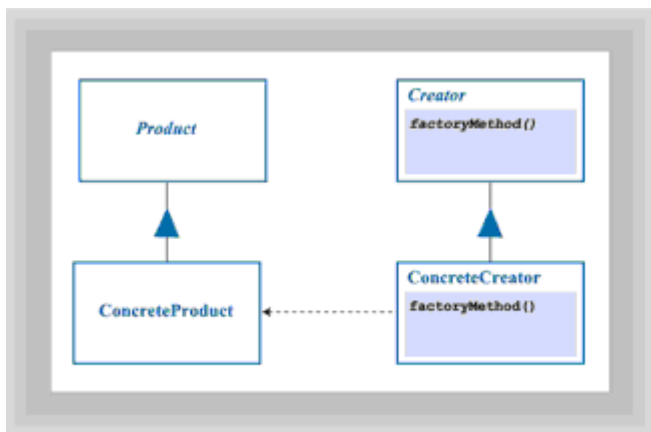 Product
Creator
factoryMethod()
ConcreteProduct
ConcreteCreator
factoryMethod()